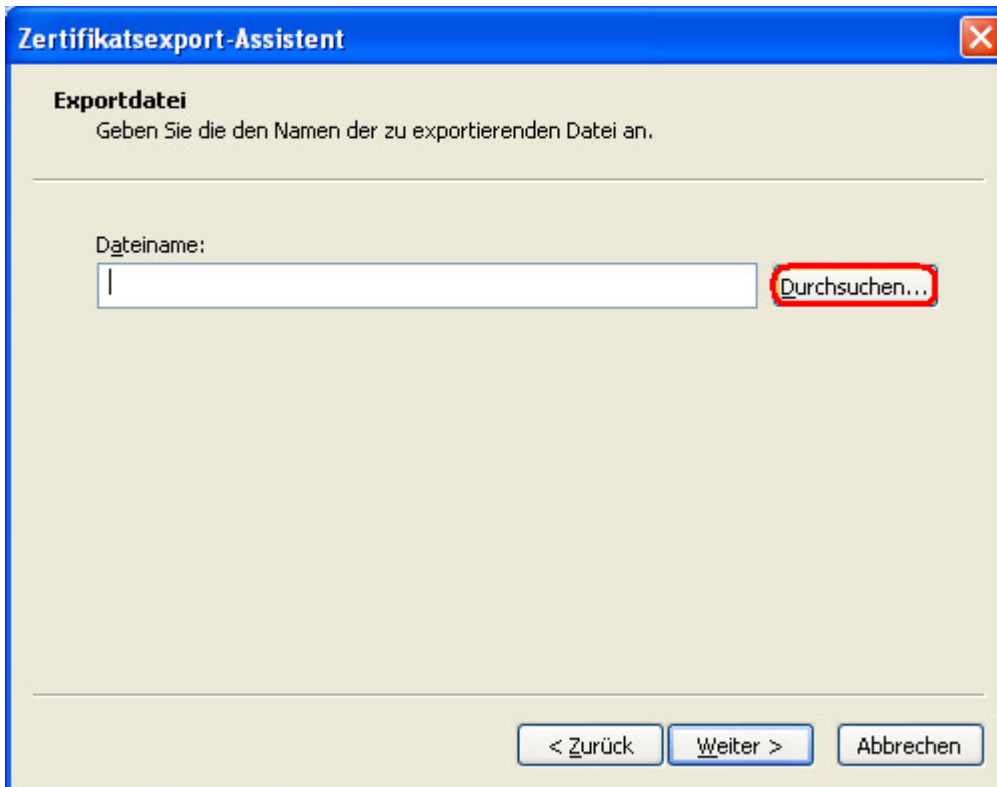 Zertifikatsexport-Assistent
Exportdatei
Geben Sie die den Namen der zu exportierenden Datei an.
Dateiname:
Durchsuchen...
< Zurück
Weiter >
Abbrechen